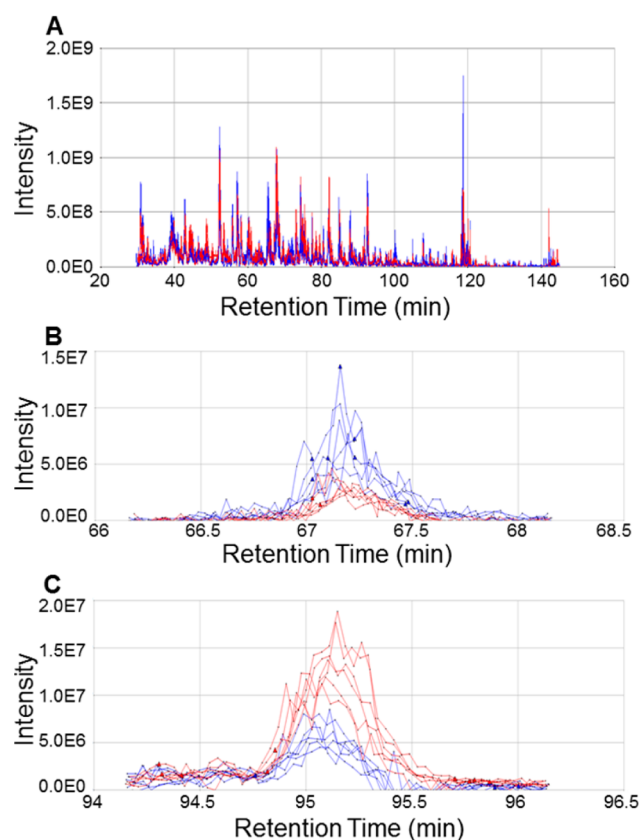 A
2.0E9
1.5E9
1.0E9
5.0E8
0.0E0
Intensity
20 40 60 80 100 120 140 160
Retention Time (min)
B
1.5E7
1.0E7
5.0E6
0.0E0
Intensity
66 66.5 67 67.5 68 68.5
Retention Time (min)
C
2.0E7
1.5E7
1.0E7
5.0E6
0.0E0
Intensity
94 94.5 95 95.5 96 96.5
Retention Time (min)